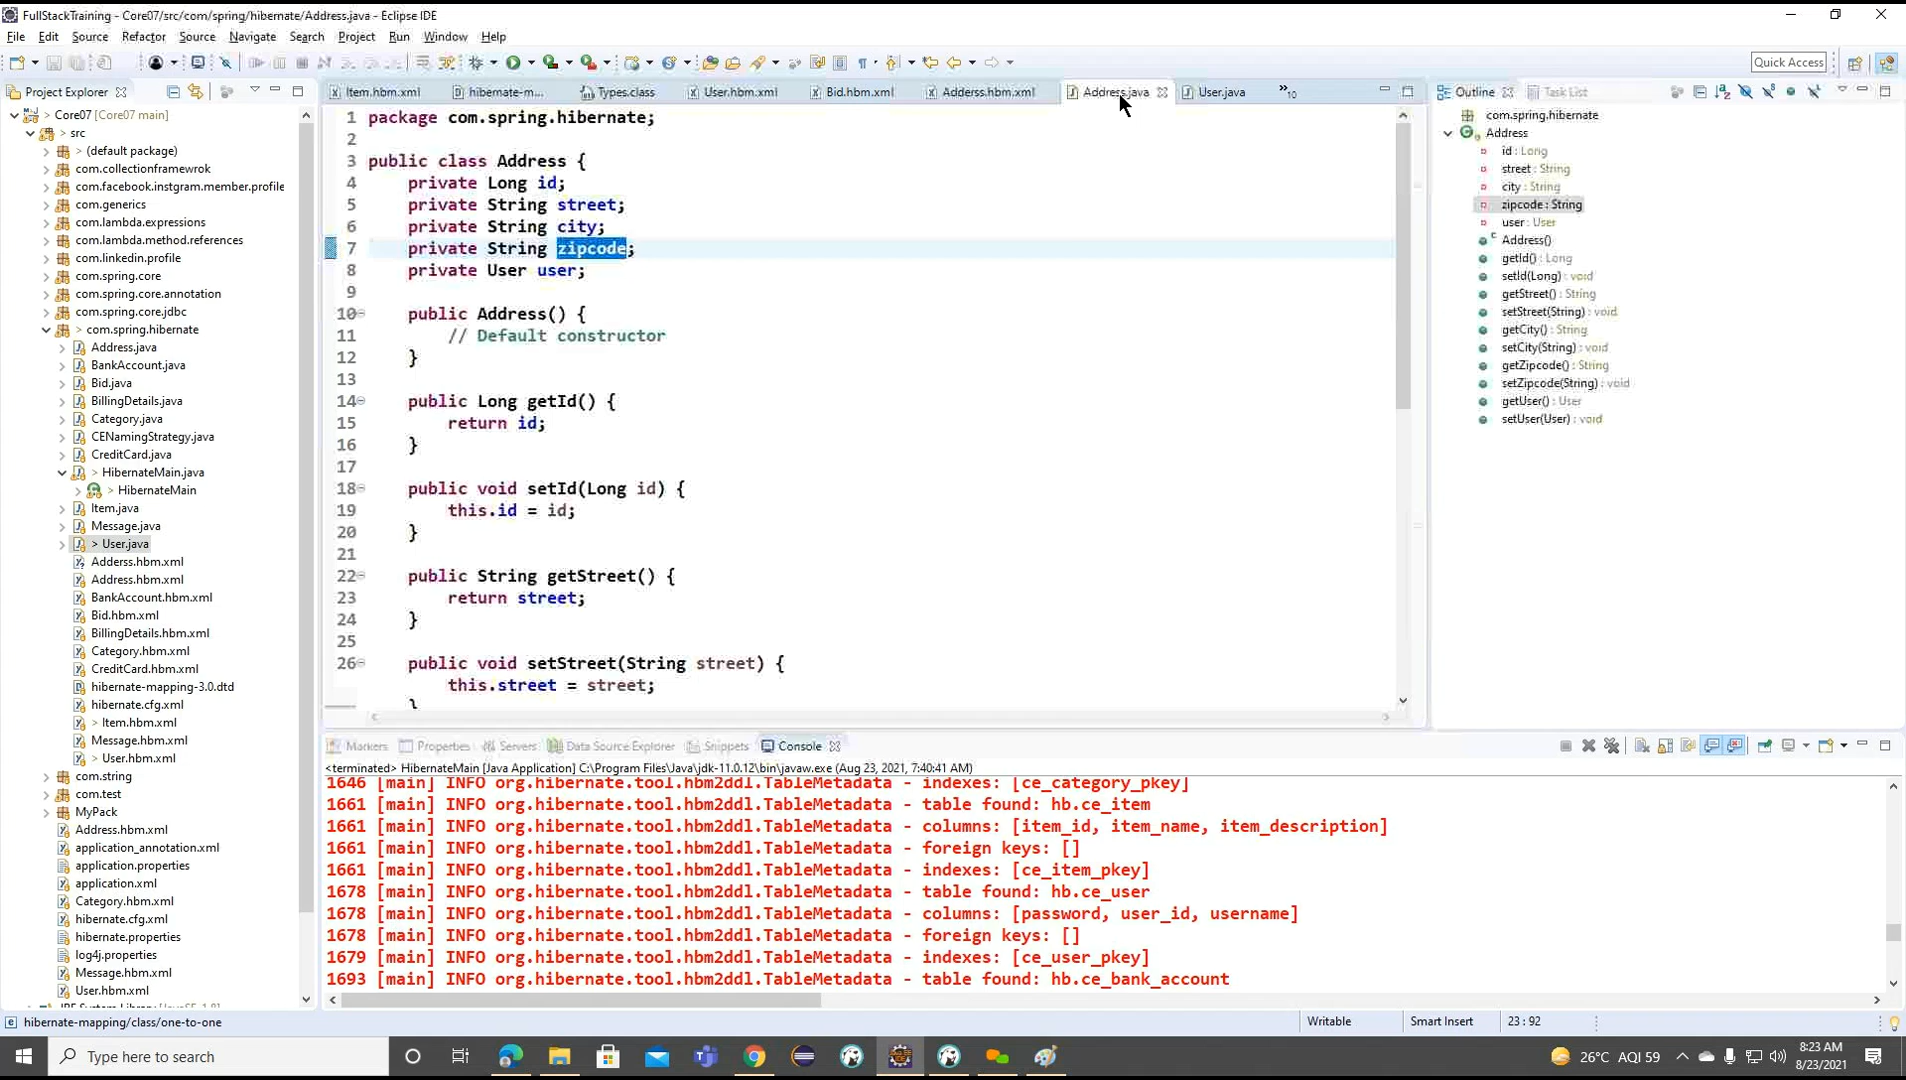 FullStackTraining - Core07/src/com/spring/hibernate/Address.java - Eclipse IDE
File Edit Source Refactor Source Navigate Search Project Run Window Help
Quick Access
Project Explorer
> Core07 [Core07 main]
> src
> (default package)
com.collectionframewrok
com.facebook.instgram.member.profile
com.generics
com.lambda.expressions
com.lambda.method.references
com.linkedin.profile
com.spring.core
com.spring.core.annotation
com.spring.core.jdbc
> com.spring.hibernate
Address.java
BankAccount.java
Bid.java
BillingDetails.java
Category.java
CENamingStrategy.java
CreditCard.java
> HibernateMain.java
> HibernateMain
Item.java
Message.java
> User.java
Adderss.hbm.xml
Address.hbm.xml
BankAccount.hbm.xml
Bid.hbm.xml
BillingDetails.hbm.xml
Category.hbm.xml
CreditCard.hbm.xml
hibernate-mapping-3.0.dtd
hibernate.cfg.xml
> Item.hbm.xml
Message.hbm.xml
> User.hbm.xml
com.string
com.test
MyPack
Address.hbm.xml
application_annotation.xml
application.properties
application.xml
Category.hbm.xml
hibernate.cfg.xml
hibernate.properties
log4j.properties
Message.hbm.xml
User.hbm.xml
Item.hbm.xml hibernate-m... Types.class User.hbm.xml Bid.hbm.xml Adderss.hbm.xml Address.java User.java »10
1 package com.spring.hibernate;
2
3 public class Address {
4 private Long id;
5 private String street;
6 private String city;
7 private String zipcode;
8 private User user;
9
10 public Address() {
11 // Default constructor
12 }
13
14 public Long getId() {
15 return id;
16 }
17
18 public void setId(Long id) {
19 this.id = id;
20 }
21
22 public String getStreet() {
23 return street;
24 }
25
26 public void setStreet(String street) {
this.street = street;
}
Outline Task List
com.spring.hibernate
Address
id : Long
street : String
city : String
zipcode : String
user : User
Address()
getId() : Long
setId(Long) : void
getStreet() : String
setStreet(String) : void
getCity() : String
setCity(String) : void
getZipcode() : String
setZipcode(String) : void
getUser() : User
setUser(User) : void
Markers Properties Servers Data Source Explorer Snippets Console
<terminated> HibernateMain [Java Application] C:\Program Files\Java\jdk-11.0.12\bin\javaw.exe (Aug 23, 2021, 7:40:41 AM)
1646 [main] INFO org.hibernate.tool.hbm2ddl.TableMetadata - indexes: [ce_category_pkey]
1661 [main] INFO org.hibernate.tool.hbm2ddl.TableMetadata - table found: hb.ce_item
1661 [main] INFO org.hibernate.tool.hbm2ddl.TableMetadata - columns: [item_id, item_name, item_description]
1661 [main] INFO org.hibernate.tool.hbm2ddl.TableMetadata - foreign keys: []
1661 [main] INFO org.hibernate.tool.hbm2ddl.TableMetadata - indexes: [ce_item_pkey]
1678 [main] INFO org.hibernate.tool.hbm2ddl.TableMetadata - table found: hb.ce_user
1678 [main] INFO org.hibernate.tool.hbm2ddl.TableMetadata - columns: [password, user_id, username]
1678 [main] INFO org.hibernate.tool.hbm2ddl.TableMetadata - foreign keys: []
1679 [main] INFO org.hibernate.tool.hbm2ddl.TableMetadata - indexes: [ce_user_pkey]
1693 [main] INFO org.hibernate.tool.hbm2ddl.TableMetadata - table found: hb.ce_bank_account
hibernate-mapping/class/one-to-one
Writable Smart Insert 23 : 92
Type here to search
26°C AQI 59
8:23 AM
8/23/2021